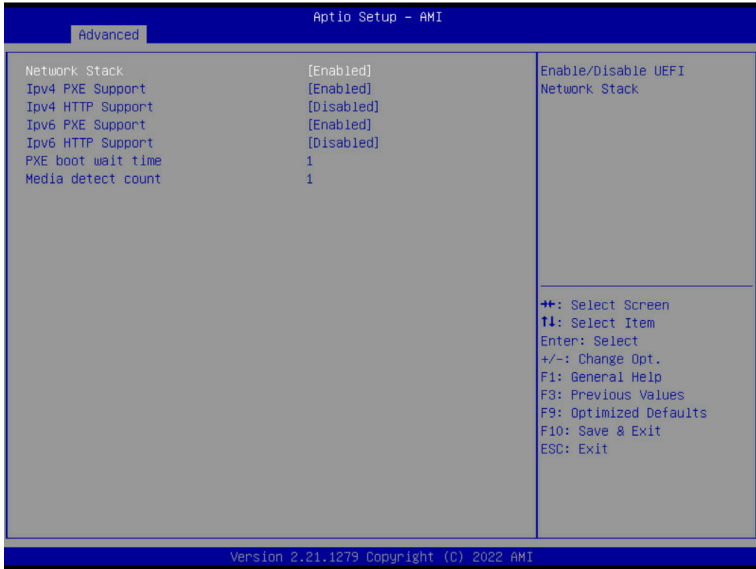 Aptio Setup – AMI
Advanced
Network Stack [Enabled]
Ipv4 PXE Support [Enabled]
Ipv4 HTTP Support [Disabled]
Ipv6 PXE Support [Enabled]
Ipv6 HTTP Support [Disabled]
PXE boot wait time 1
Media detect count 1
Enable/Disable UEFI
Network Stack
→←: Select Screen
↑↓: Select Item
Enter: Select
+/-: Change Opt.
F1: General Help
F3: Previous Values
F9: Optimized Defaults
F10: Save & Exit
ESC: Exit
Version 2.21.1279 Copyright (C) 2022 AMI